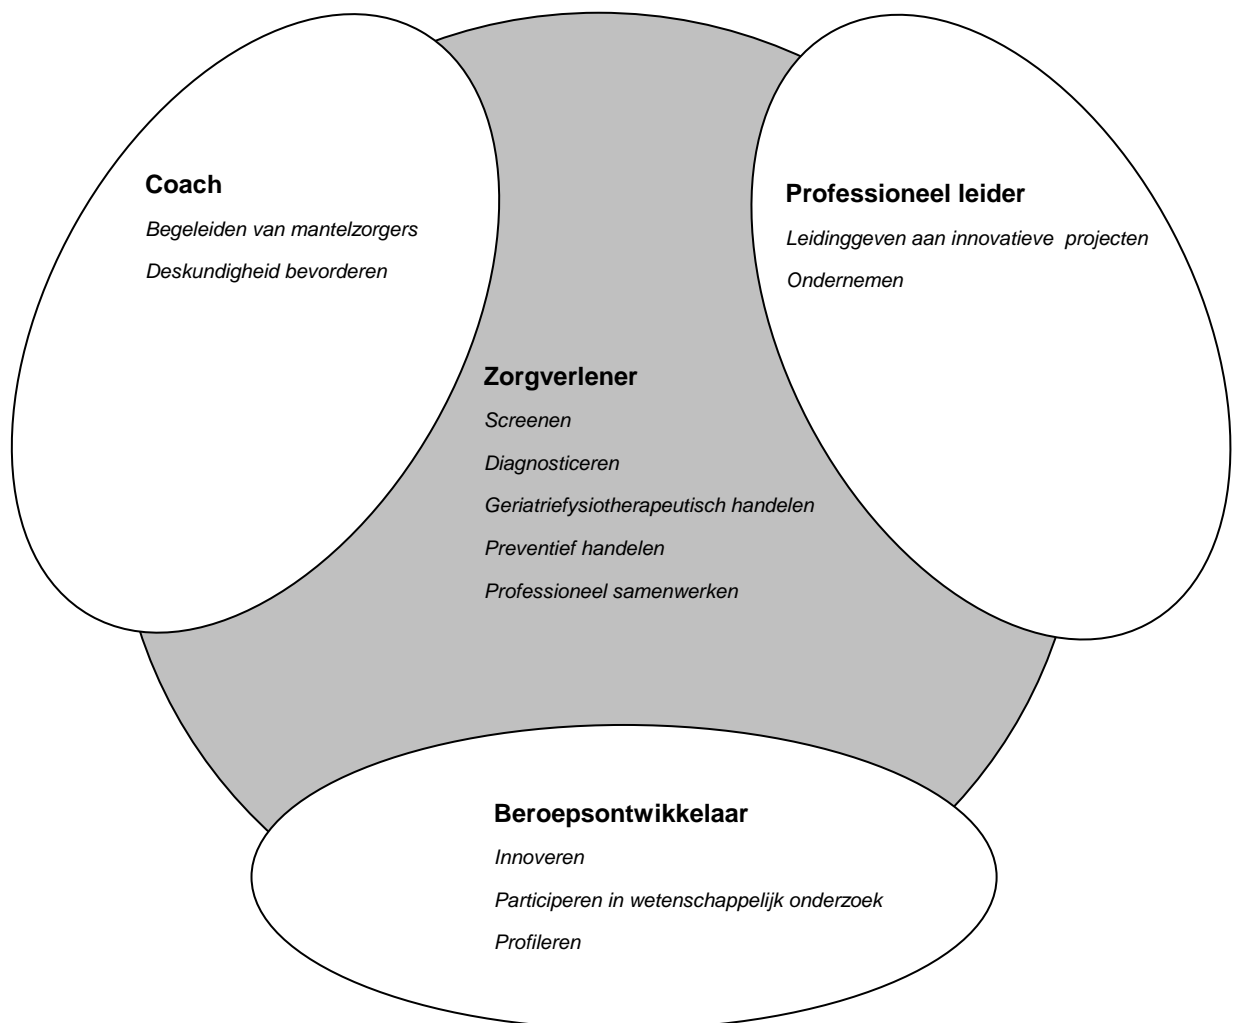 Coach
Begeleiden van mantelzorgers
Deskundigheid bevorderen
Professioneel leider
Leidinggeven aan innovatieve projecten
Ondernemen
Zorgverlener
Screenen
Diagnosticeren
Geriatriefysiotherapeutisch handelen
Preventief handelen
Professioneel samenwerken
Beroepsontwikkelaar
Innoveren
Participeren in wetenschappelijk onderzoek
Profileren